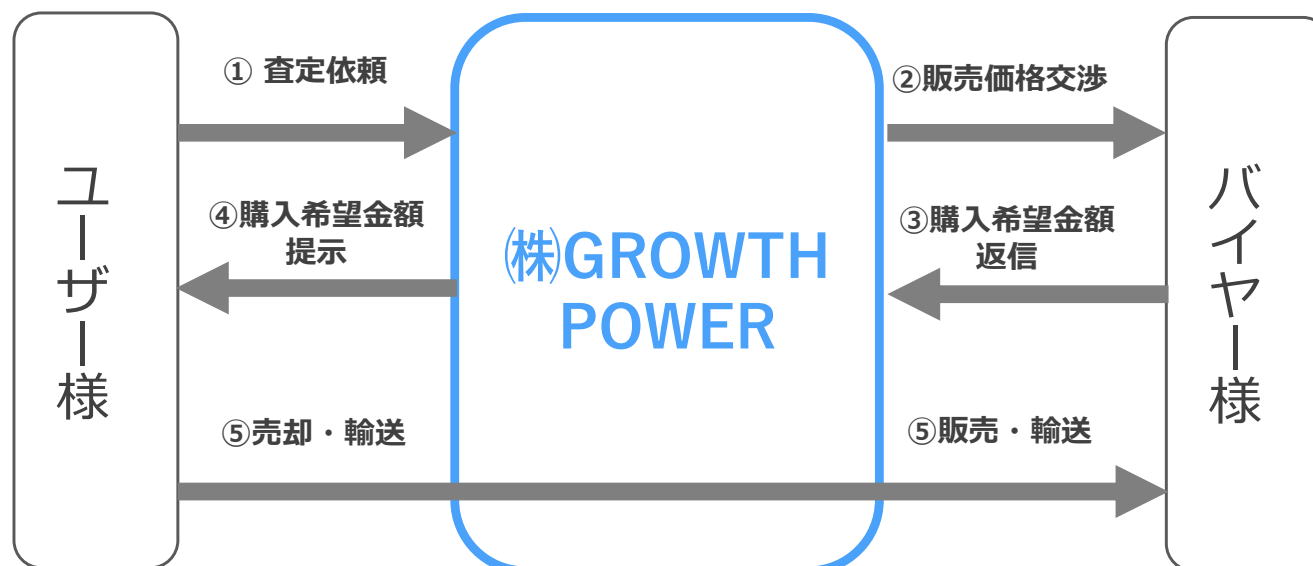 ① 査定依頼
②販売価格交渉
ユーザー様
④購入希望金額
提示
㈱GROWTH
POWER
③購入希望金額
返信
バイヤー様
⑤売却・輸送
⑤販売・輸送